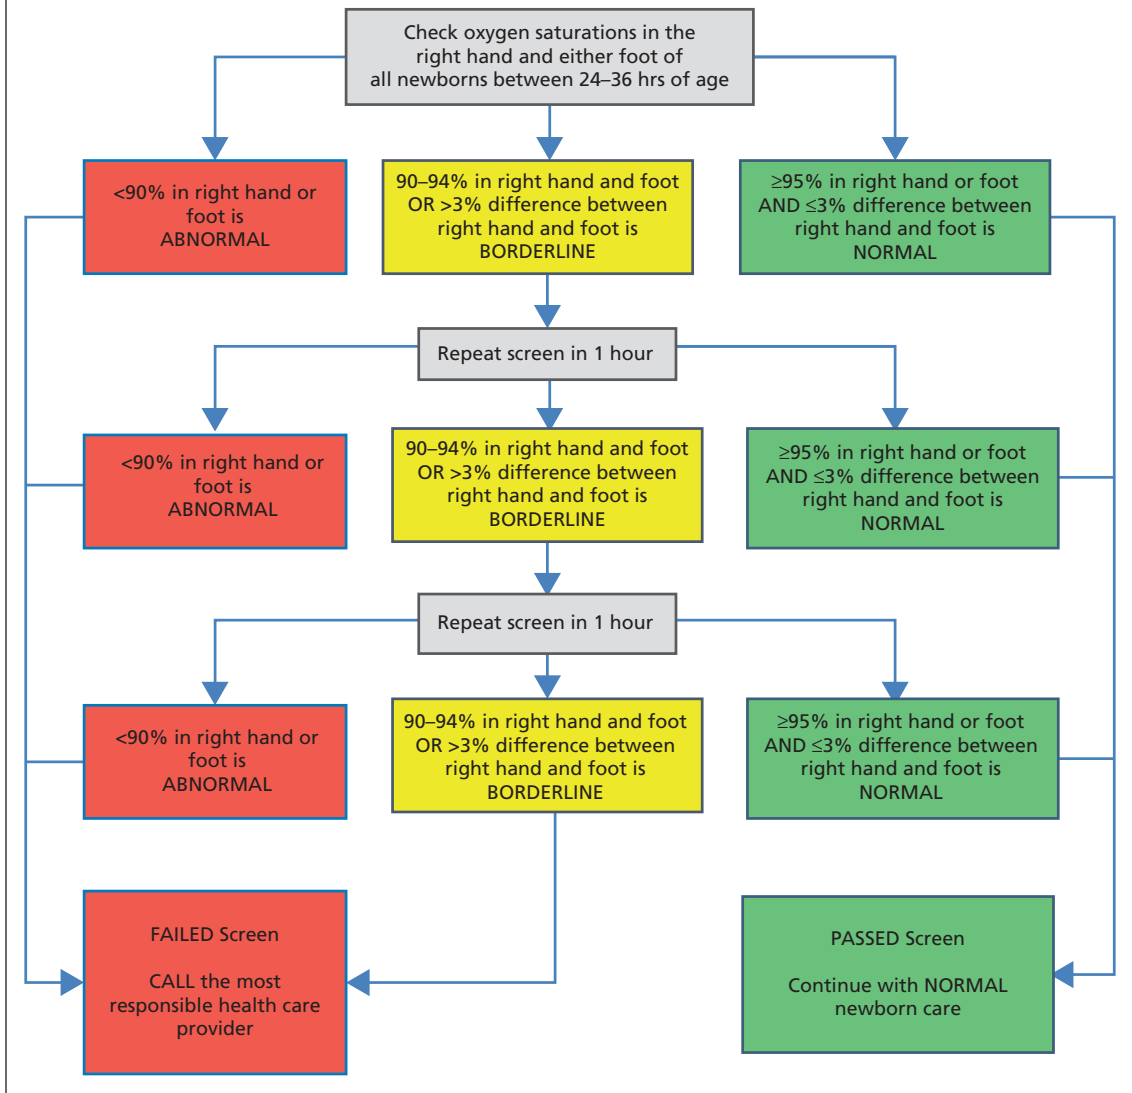 Check oxygen saturations in the
right hand and either foot of
all newborns between 24–36 hrs of age
<90% in right hand or
foot is
ABNORMAL
90–94% in right hand and foot
OR >3% difference between
right hand and foot is
BORDERLINE
≥95% in right hand or foot
AND ≤3% difference between
right hand and foot is
NORMAL
Repeat screen in 1 hour
<90% in right hand or
foot is
ABNORMAL
90–94% in right hand and foot
OR >3% difference between
right hand and foot is
BORDERLINE
≥95% in right hand or foot
AND ≤3% difference between
right hand and foot is
NORMAL
Repeat screen in 1 hour
<90% in right hand or
foot is
ABNORMAL
90–94% in right hand and foot
OR >3% difference between
right hand and foot is
BORDERLINE
≥95% in right hand or foot
AND ≤3% difference between
right hand and foot is
NORMAL
FAILED Screen
CALL the most
responsible health care
provider
PASSED Screen
Continue with NORMAL
newborn care